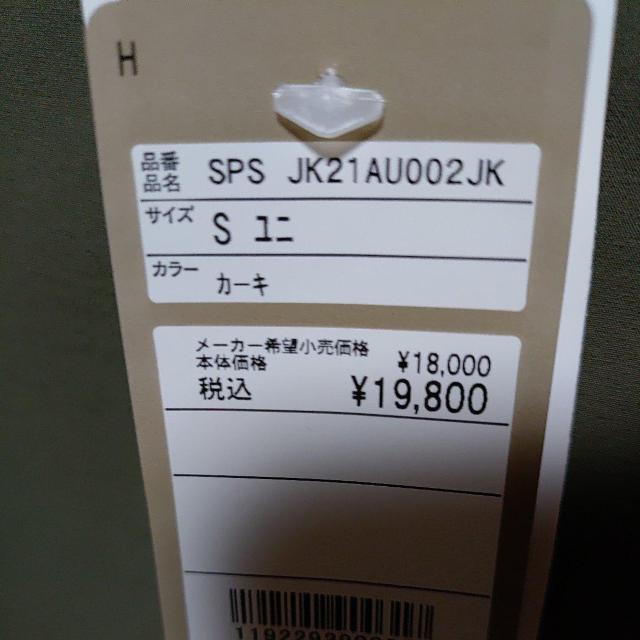 H
品番
品名 SPS JK21AU002JK
サイズ S ユニ
カラー カーキ
メーカー希望小売価格
本体価格 ¥18,000
税込 ¥19,800